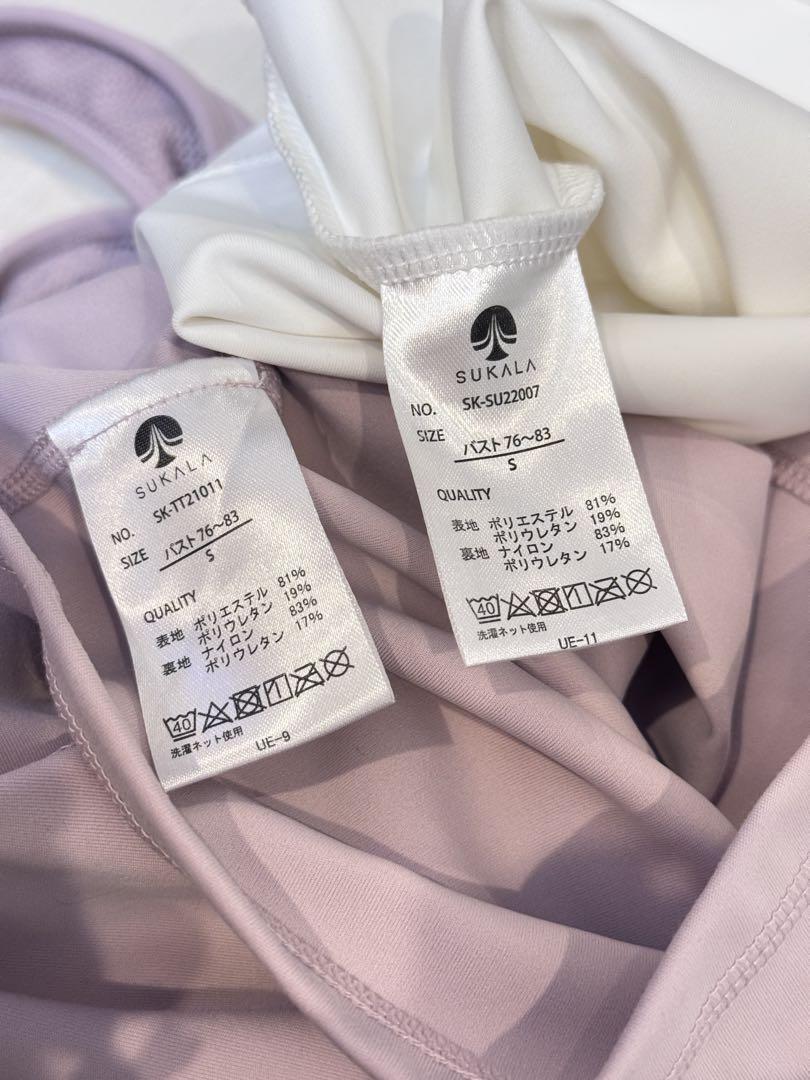 SUKALA
NO. SK-TT21011
SIZE バスト 76〜83
S
QUALITY
表地 ポリエステル 81%
ポリウレタン 19%
裏地 ナイロン 83%
ポリウレタン 17%
40
洗濯ネット使用
UE-9
SUKALA
NO. SK-SU22007
SIZE バスト 76〜83
S
QUALITY
表地 ポリエステル 81%
ポリウレタン 19%
裏地 ナイロン 83%
ポリウレタン 17%
40
洗濯ネット使用
UE-11